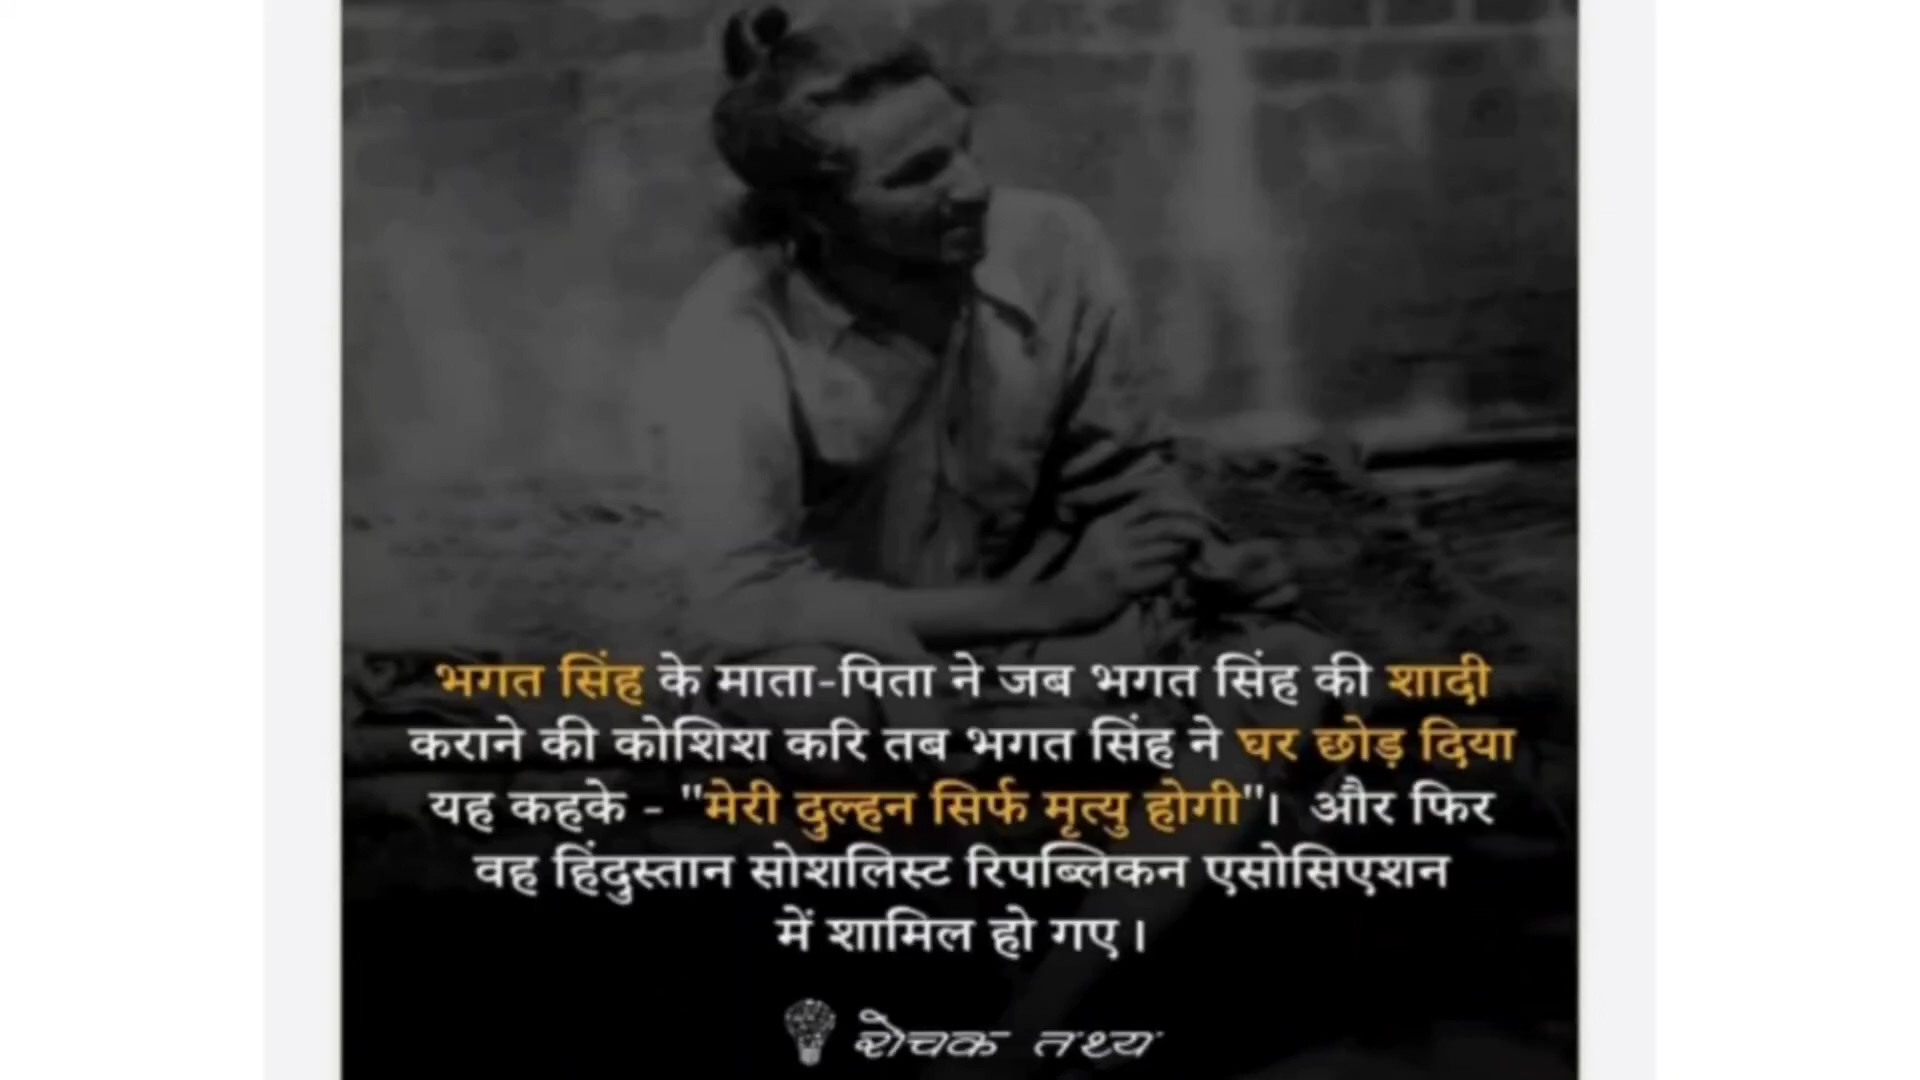 भगत सिंह के माता-पिता ने जब भगत सिंह की शादी
कराने की कोशिश करि तब भगत सिंह ने घर छोड़ दिया
यह कहके - "मेरी दुल्हन सिर्फ मृत्यु होगी"। और फिर
वह हिंदुस्तान सोशलिस्ट रिपब्लिकन एसोसिएशन
में शामिल हो गए।
रोचक तथ्य